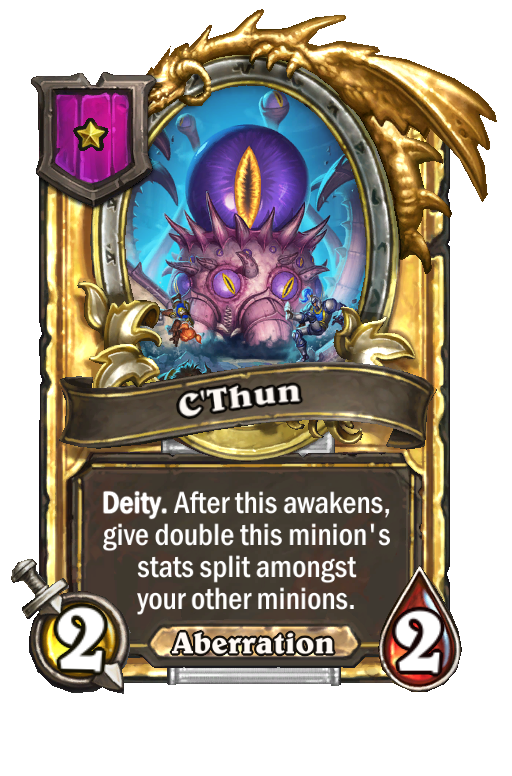 C'Thun
Deity. After this awakens,
give double this minion's
stats split amongst
your other minions.
Aberration
2
2